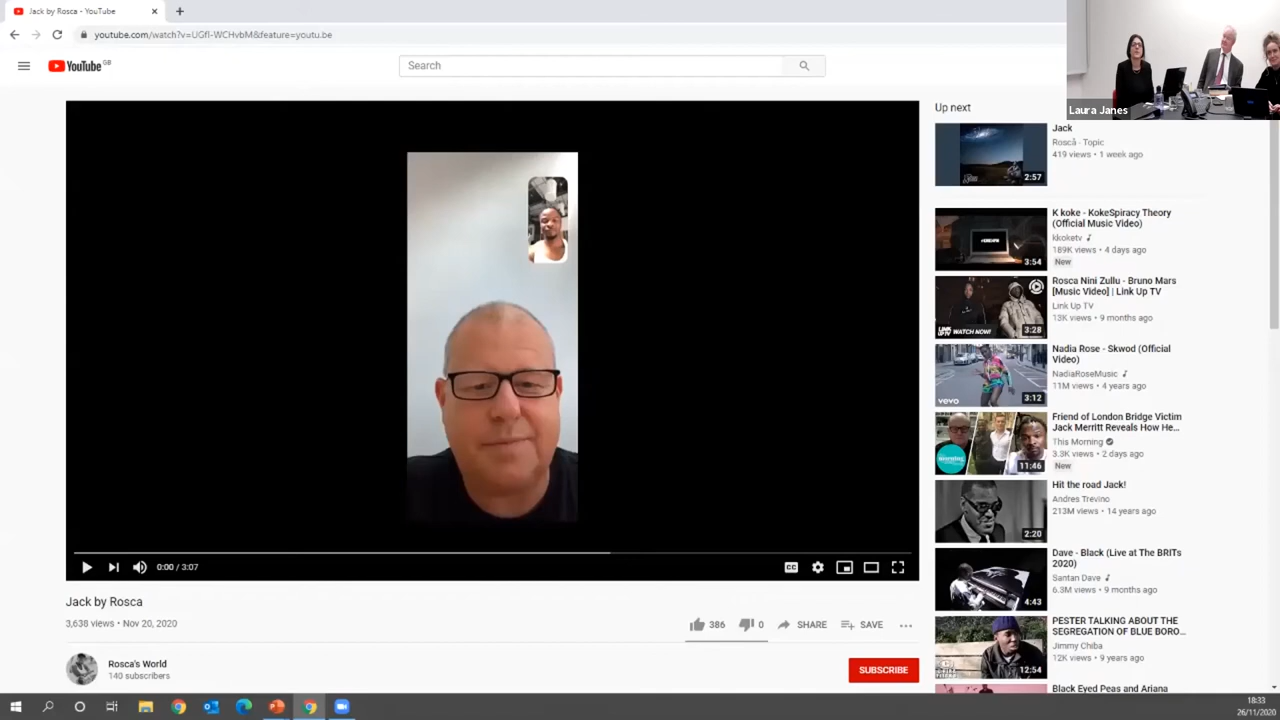 Jack by Rosca - YouTube
youtube.com/watch?v=UGfI-WCHvbM&feature=youtu.be
YouTube GB
Search
Laura Janes
0:00 / 3:07
Jack by Rosca
3,638 views • Nov 20, 2020
386
0
SHARE
SAVE
Rosca's World
140 subscribers
SUBSCRIBE
Up next
2:57
Jack
Roscă - Topic
419 views • 1 week ago
3:54
K koke - KokeSpiracy Theory
(Official Music Video)
kkoketv
189K views • 4 days ago
New
WATCH NOW!
3:28
Rosca Nini Zullu - Bruno Mars
[Music Video] | Link Up TV
Link Up TV
13K views • 9 months ago
vevo
3:12
Nadia Rose - Skwod (Official
Video)
NadiaRoseMusic
11M views • 4 years ago
11:46
Friend of London Bridge Victim
Jack Merritt Reveals How He...
This Morning
3.3K views • 2 days ago
New
2:20
Hit the road Jack!
Andres Trevino
213M views • 14 years ago
4:43
Dave - Black (Live at The BRITs
2020)
Santan Dave
6.3M views • 9 months ago
12:54
PESTER TALKING ABOUT THE
SEGREGATION OF BLUE BORO...
Jimmy Chiba
12K views • 9 years ago
Black Eyed Peas and Ariana
18:33
26/11/2020